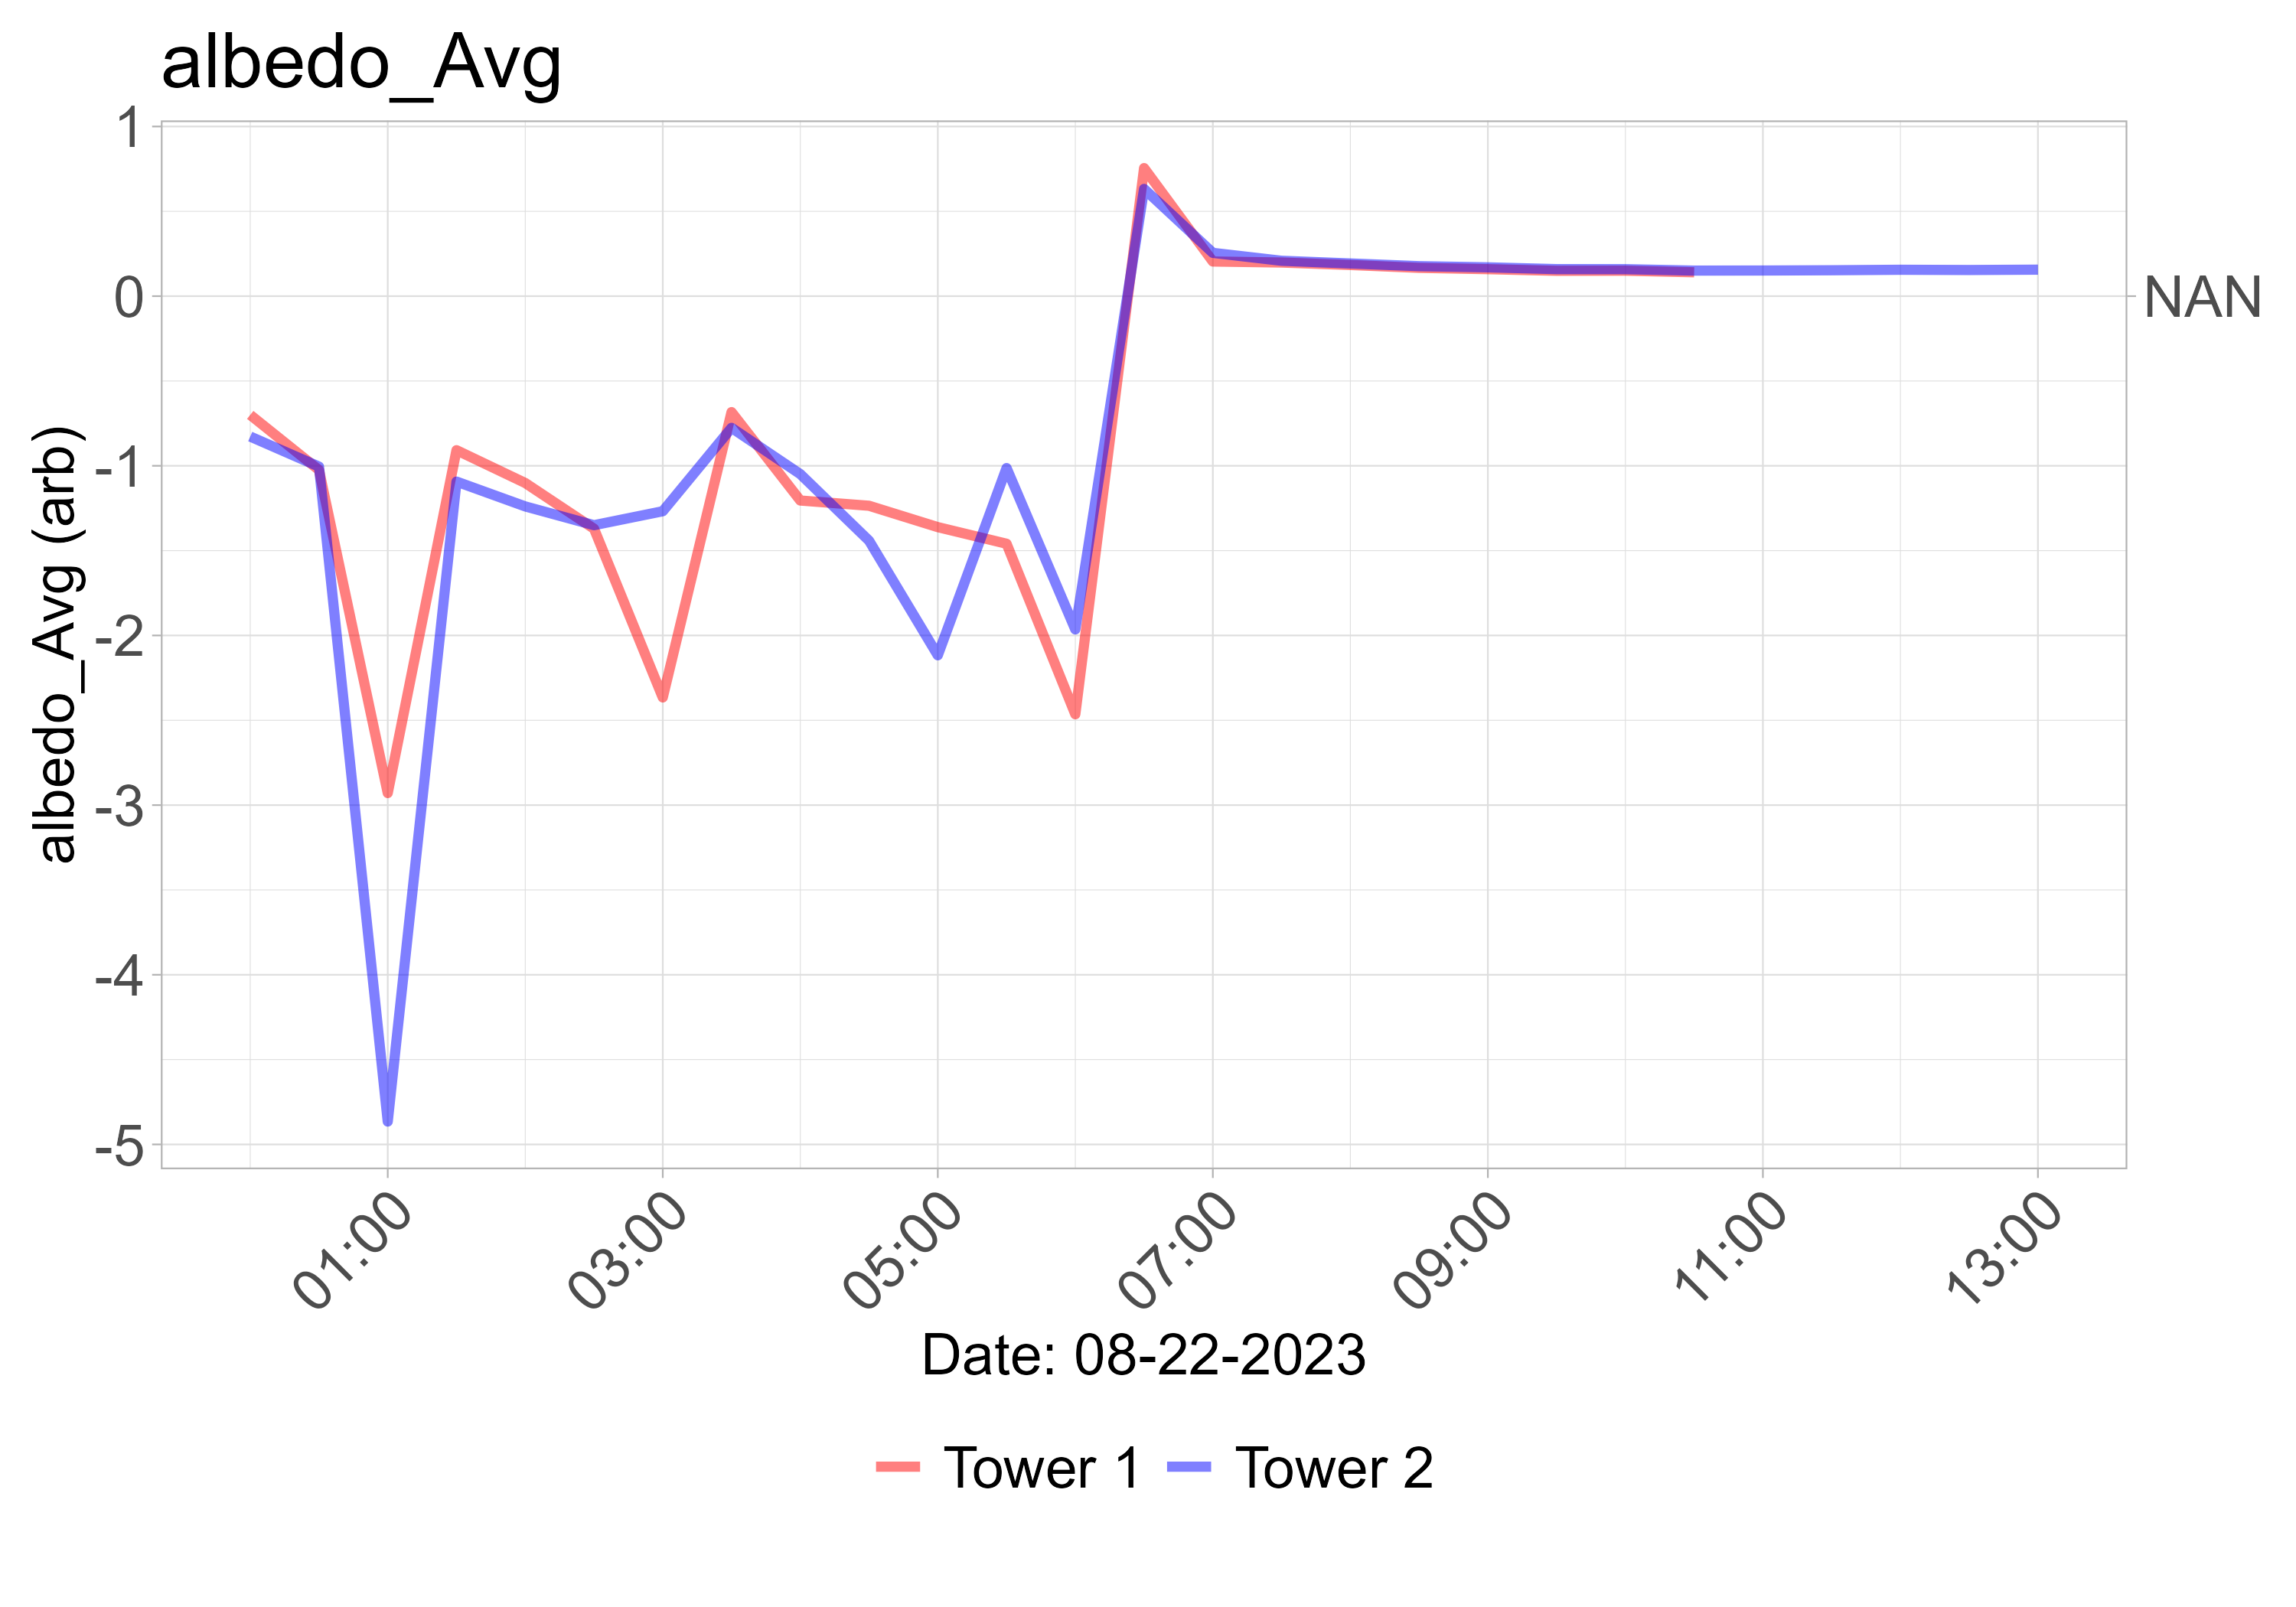 albedo_Avg
albedo_Avg (arb)
1
0
-1
-2
-3
-4
-5
NAN
01:00
03:00
05:00
07:00
09:00
11:00
13:00
Date: 08-22-2023
Tower 1
Tower 2